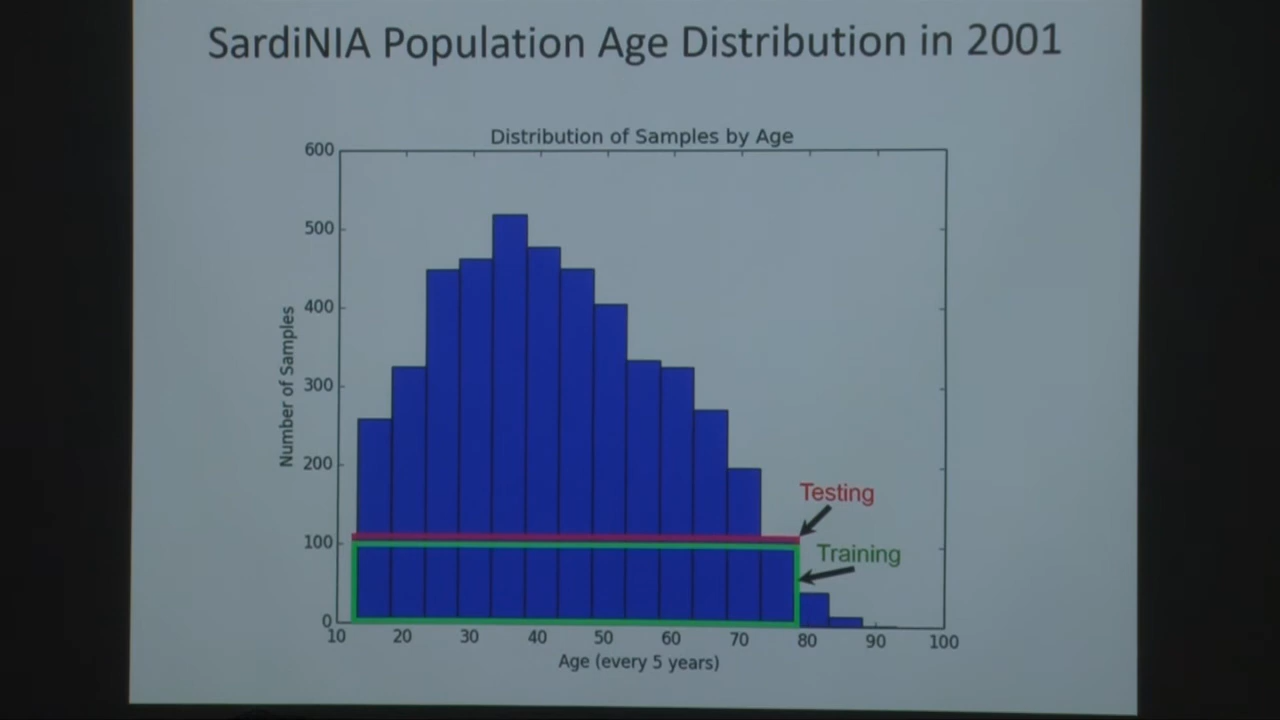 SardiNIA Population Age Distribution in 2001
Distribution of Samples by Age
600
500
400
300
200
100
0
Number of Samples
Testing
Training
10 20 30 40 50 60 70 80 90 100
Age (every 5 years)